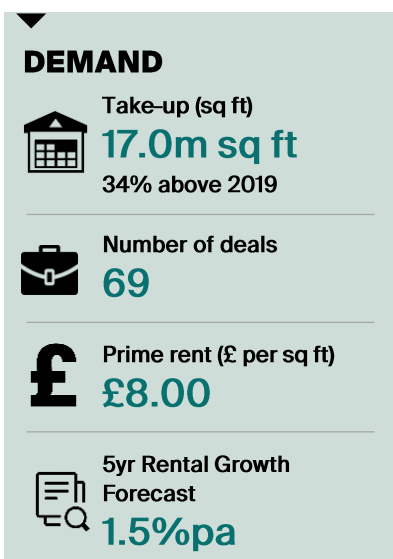 DEMAND
Take-up (sq ft)
17.0m sq ft
34% above 2019
Number of deals
69
Prime rent (£ per sq ft)
£8.00
5yr Rental Growth
Forecast
1.5%pa